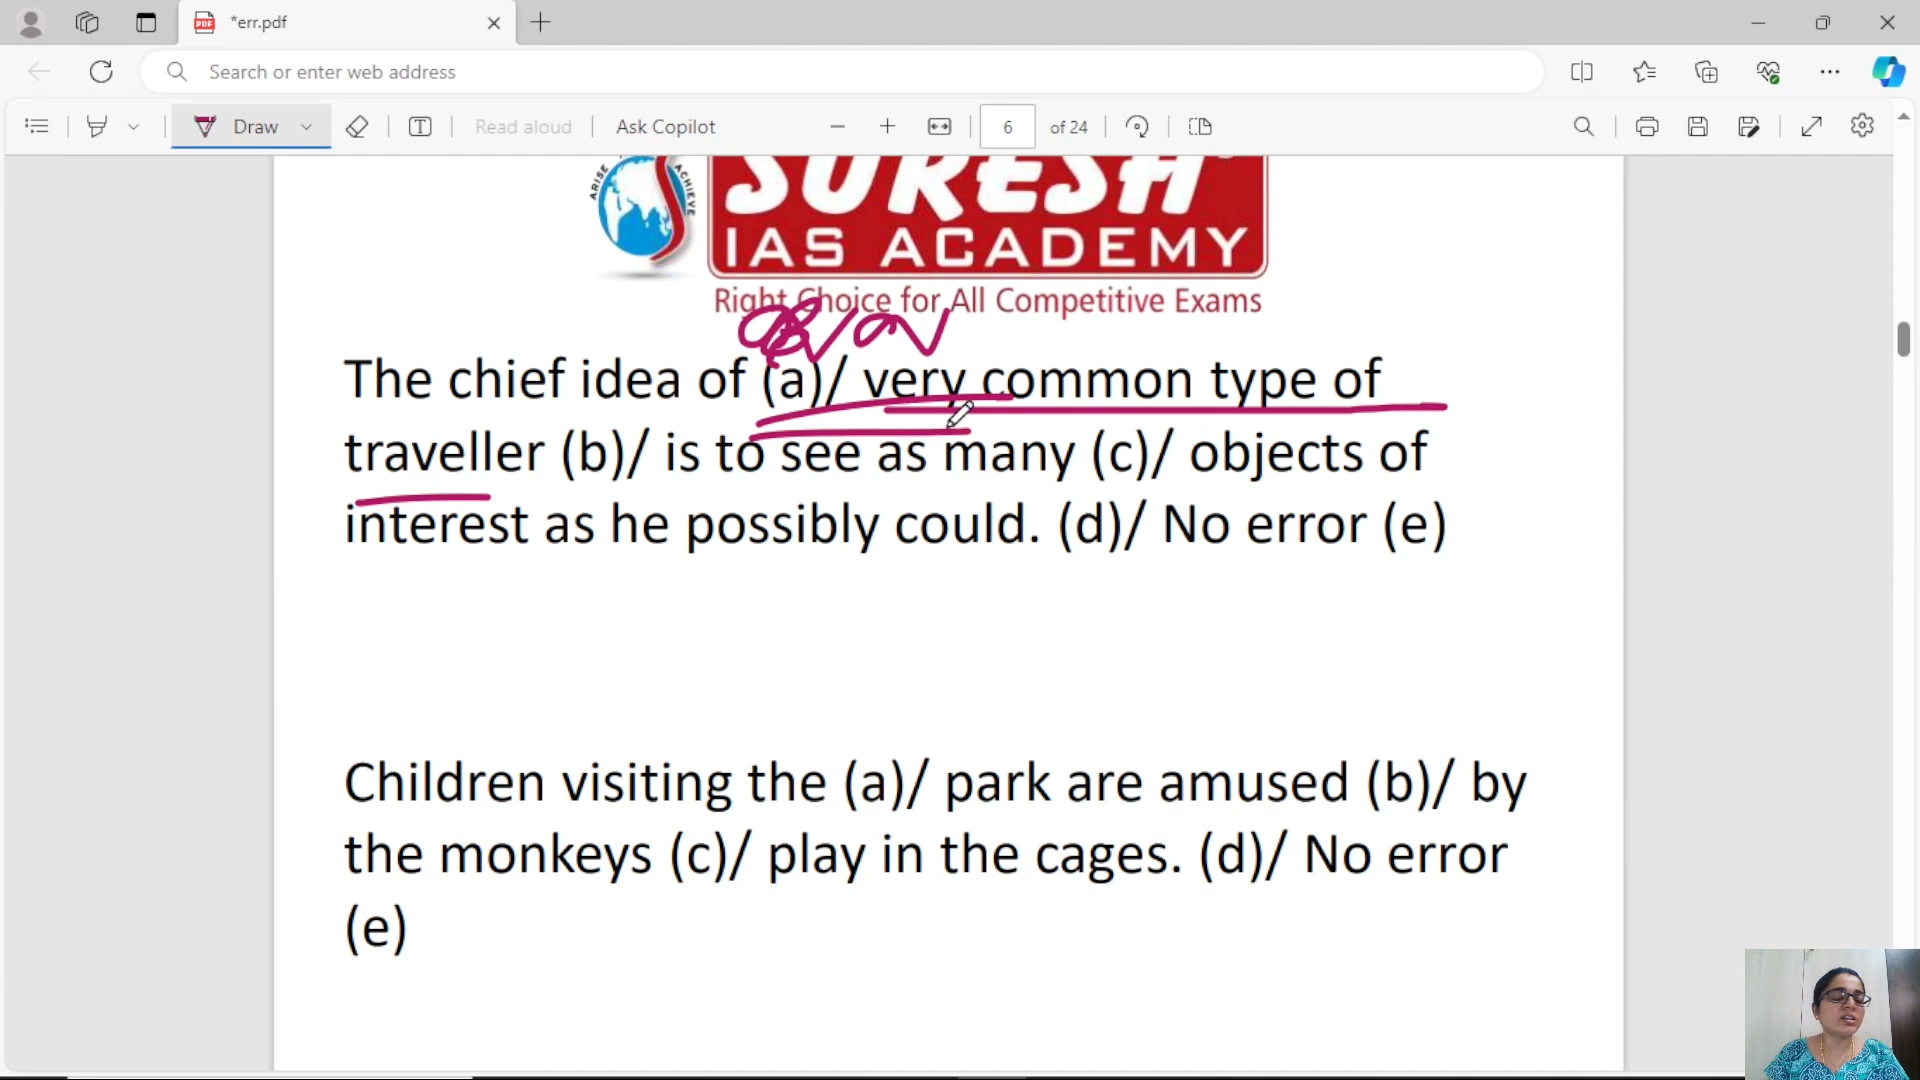 *err.pdf
Search or enter web address
Draw
Read aloud
Ask Copilot
6
of 24
ARISE
ACHIEVE
SURESH
IAS ACADEMY
Right Choice for All Competitive Exams
The chief idea of (a)/ very common type of
traveller (b)/ is to see as many (c)/ objects of
interest as he possibly could. (d)/ No error (e)
Children visiting the (a)/ park are amused (b)/ by
the monkeys (c)/ play in the cages. (d)/ No error
(e)